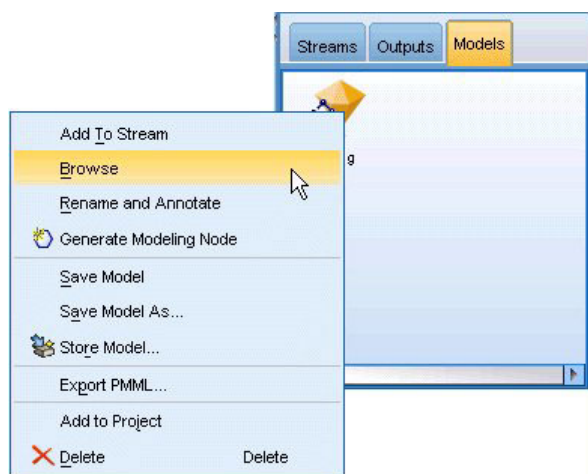 Streams Outputs Models
g
Add To Stream
Browse
Rename and Annotate
Generate Modeling Node
Save Model
Save Model As...
Store Model...
Export PMML...
Add to Project
Delete Delete